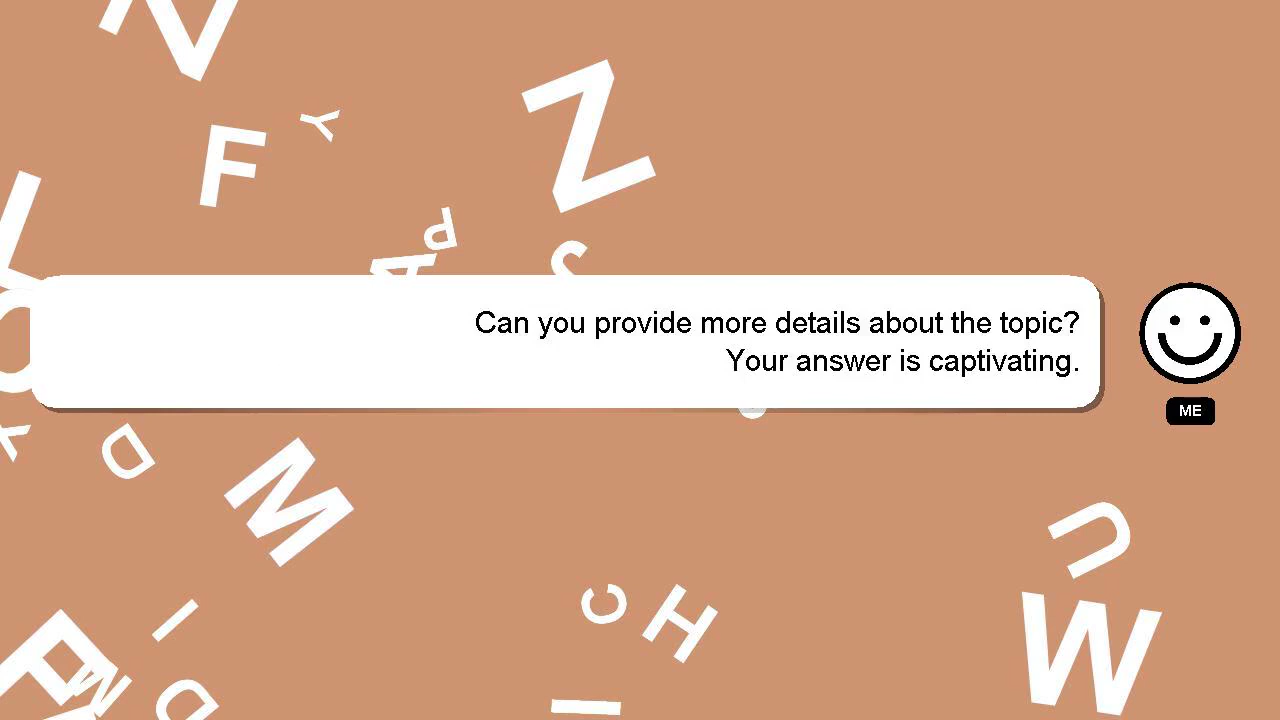 N
Z
Y
F
L
P
A
S
O
Can you provide more details about the topic?
Your answer is captivating.
ME
Y
D
M
U
C
H
I
W
P
M
D
I